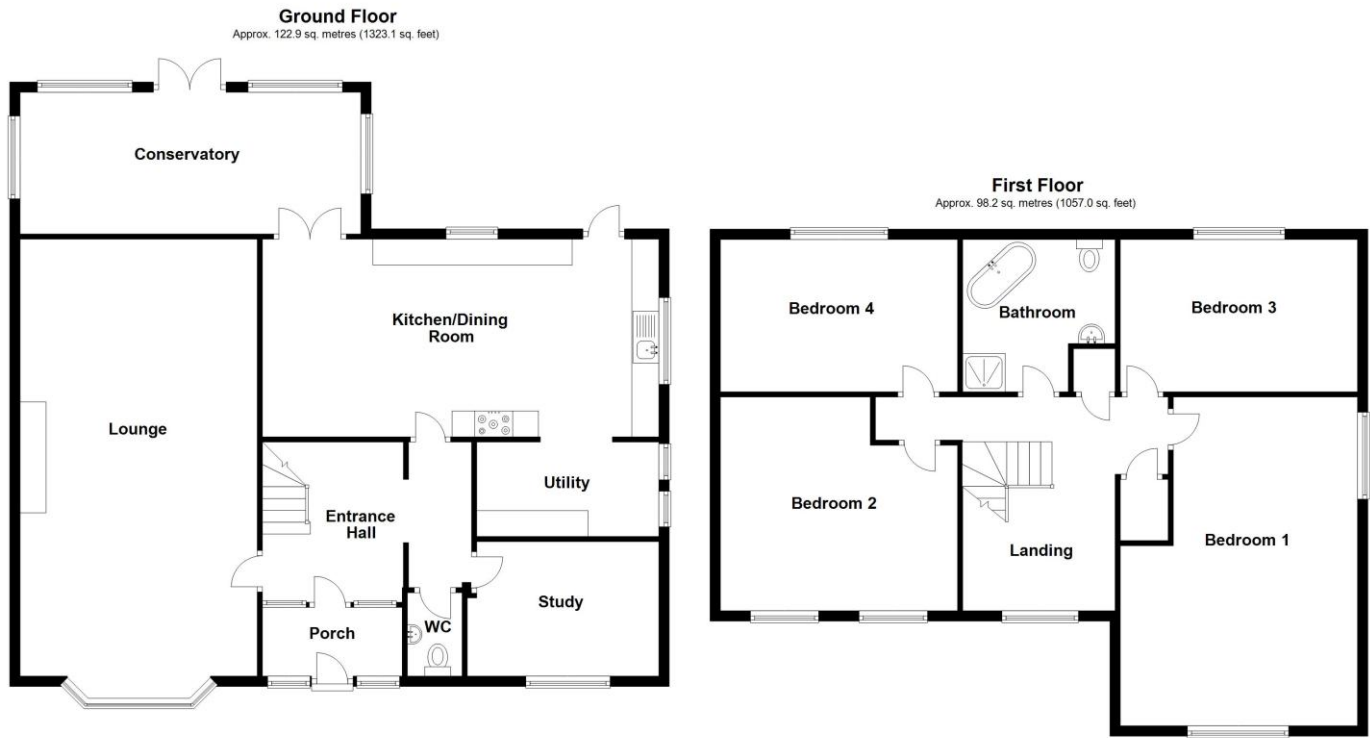 Ground Floor
Approx. 122.9 sq. metres (1323.1 sq. feet)
Conservatory
Kitchen/Dining
Room
Lounge
Utility
Entrance
Hall
Study
WC
Porch
First Floor
Approx. 98.2 sq. metres (1057.0 sq. feet)
Bedroom 4
Bathroom
Bedroom 3
Bedroom 2
Landing
Bedroom 1